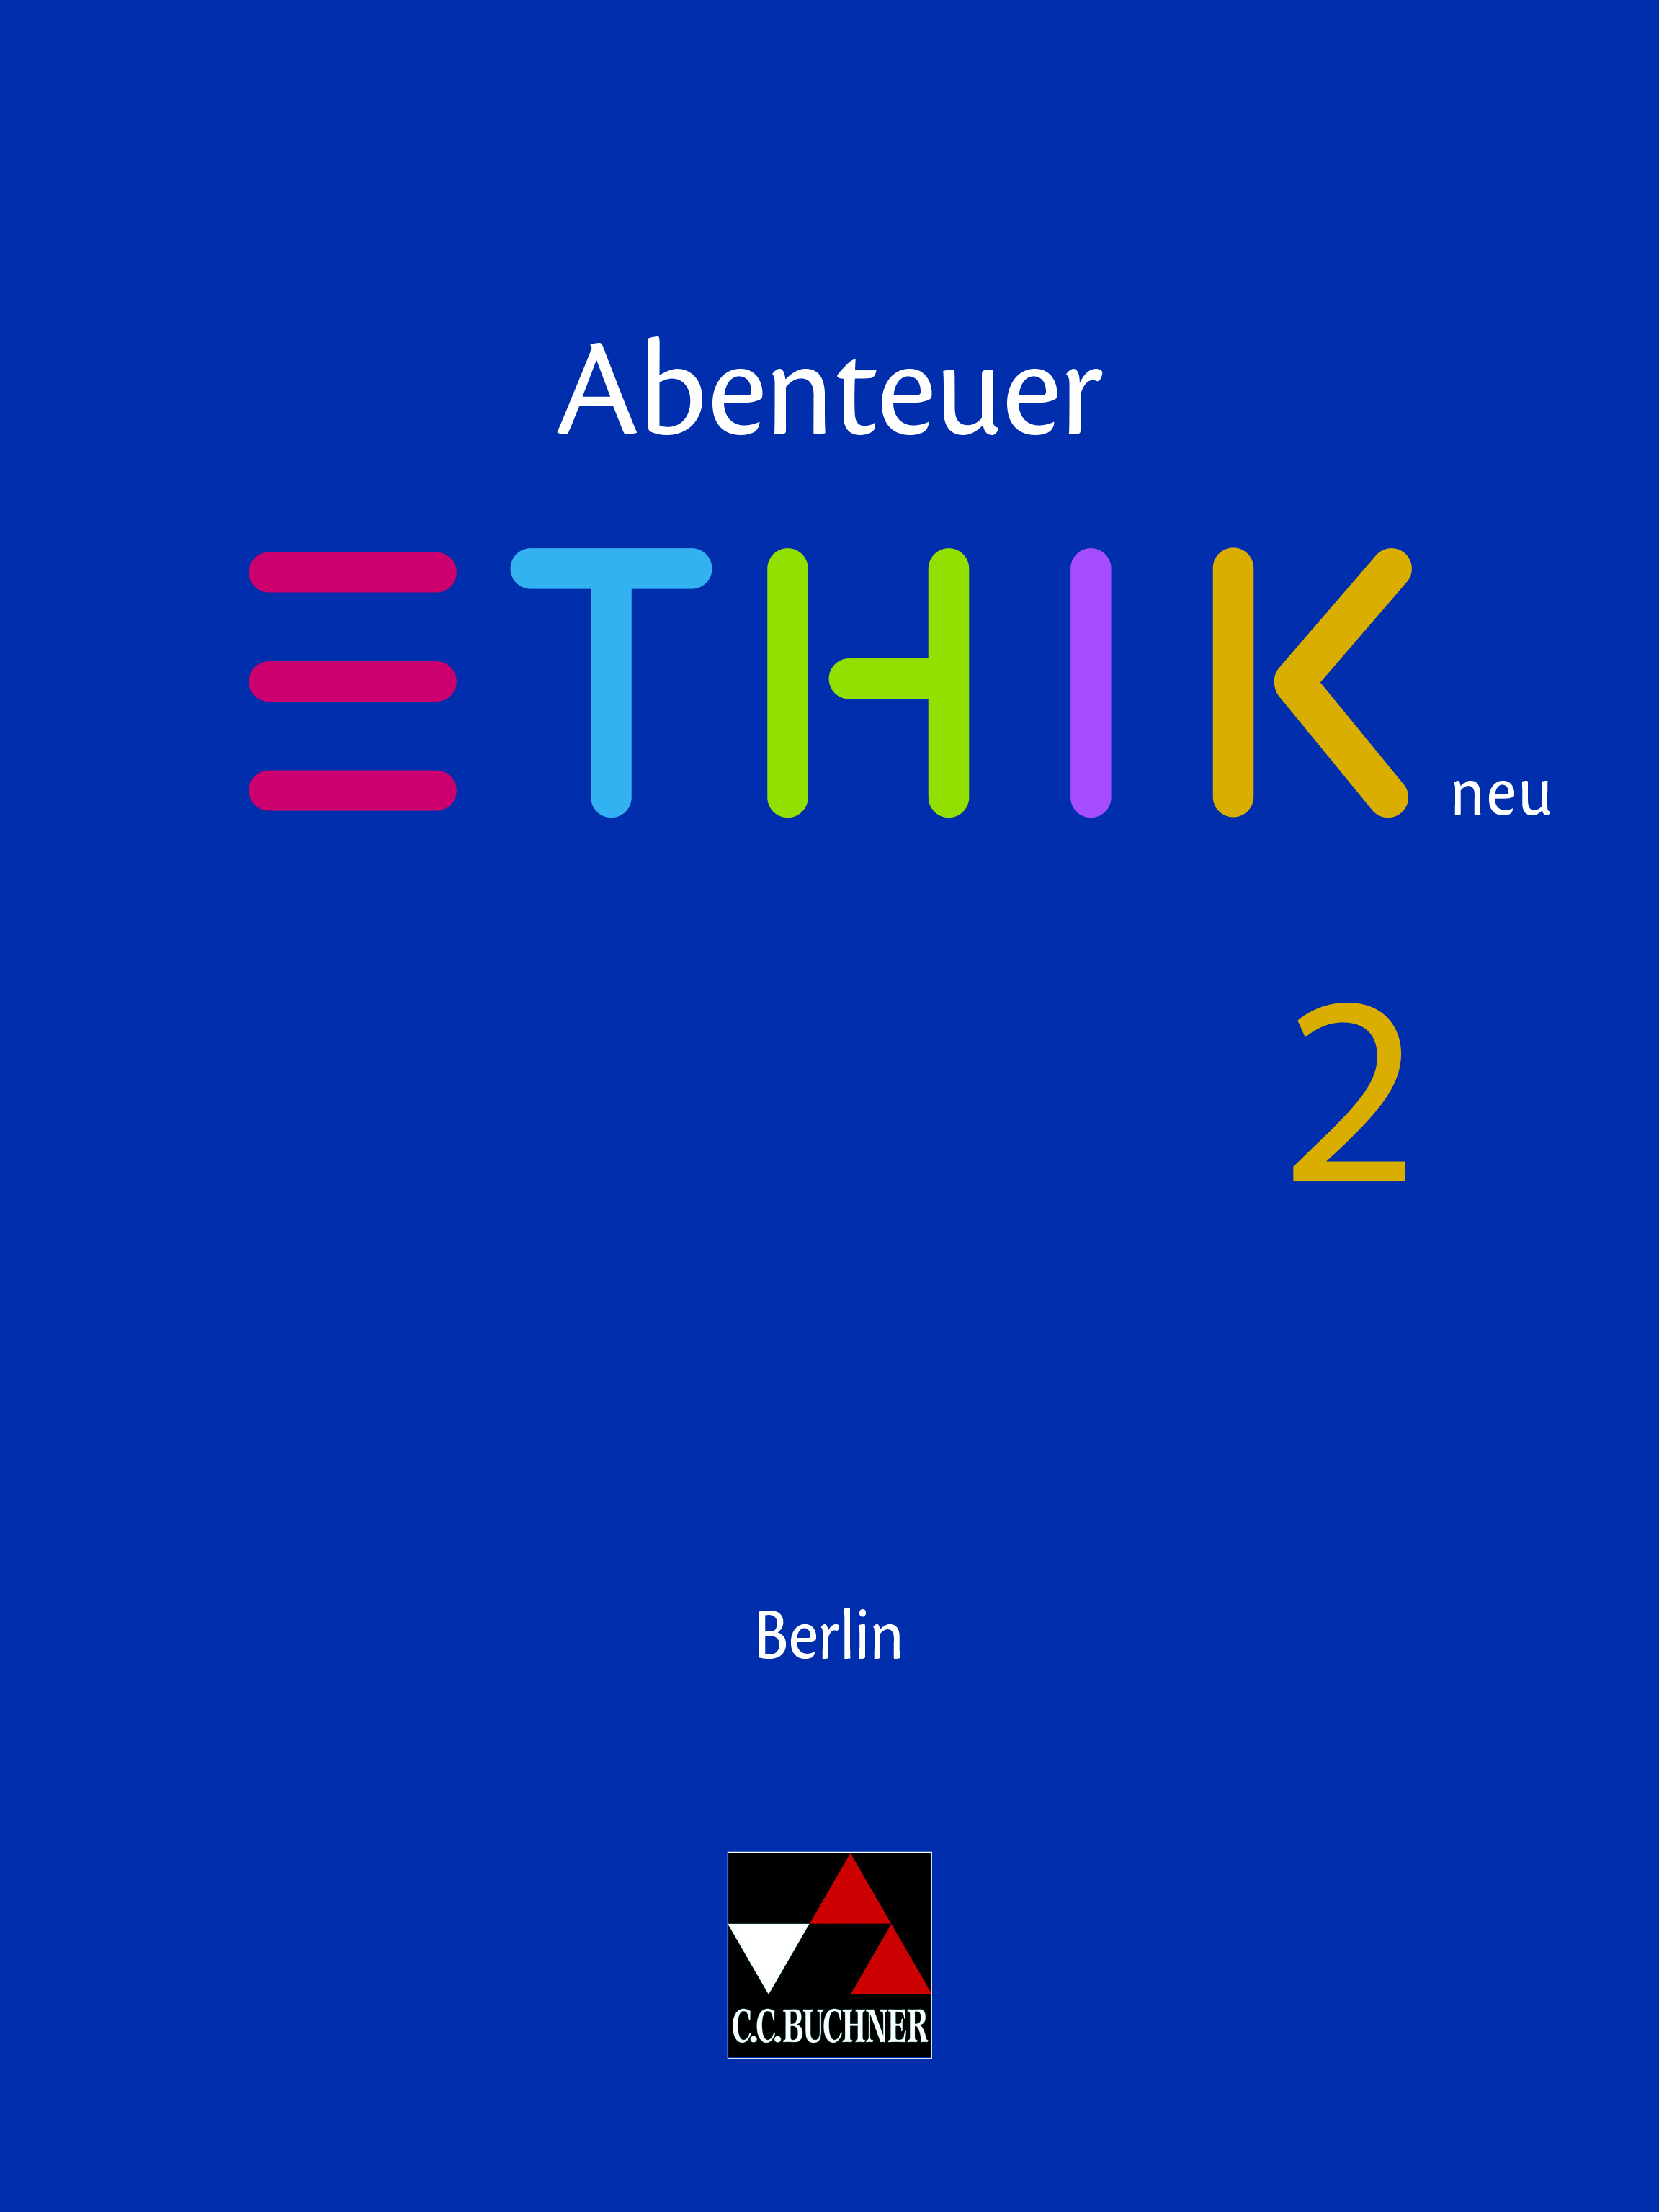 Abenteuer
ETHIK neu
2
Berlin
C.C.BUCHNER